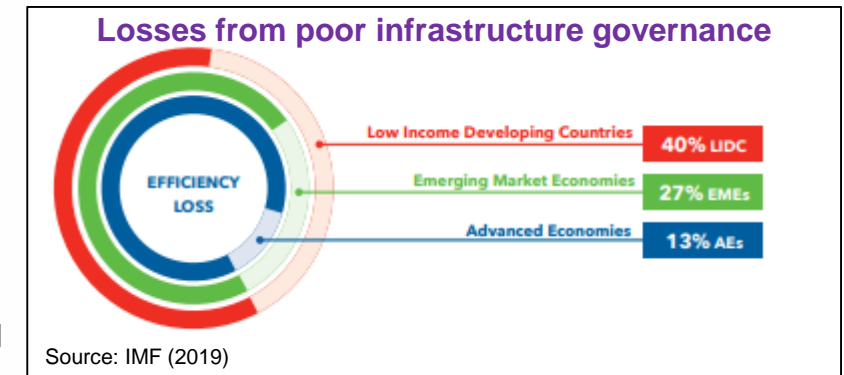 Losses from poor infrastructure governance
EFFICIENCY
LOSS
Low Income Developing Countries
40% LIDC
Emerging Market Economies
27% EMEs
Advanced Economies
13% AEs
Source: IMF (2019)